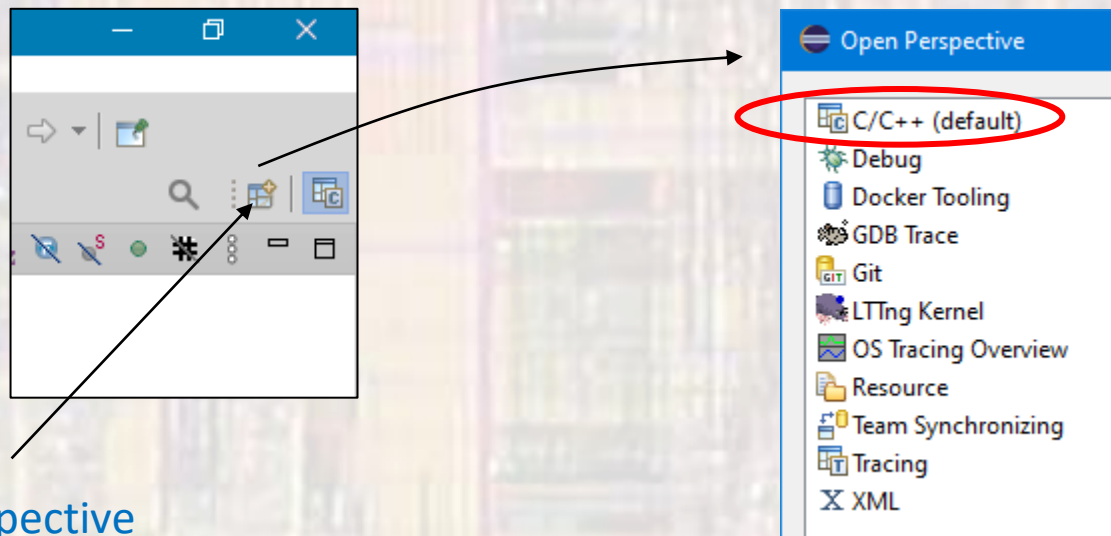 Open Perspective
C/C++ (default)
Debug
Docker Tooling
GDB Trace
Git
LTTng Kernel
OS Tracing Overview
Resource
Team Synchronizing
Tracing
XML
pective